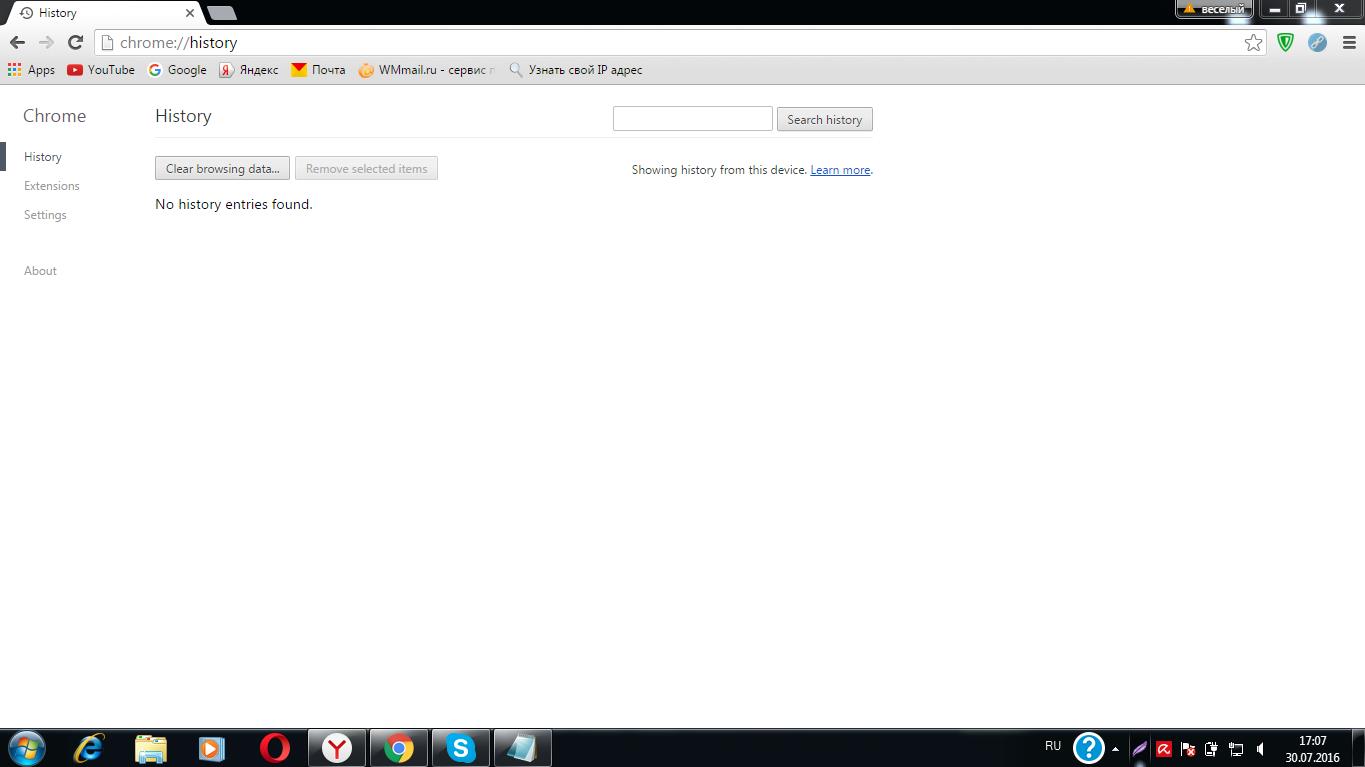 History
веселый
chrome://history
Apps YouTube Google Яндекс Почта WMmail.ru - сервис Узнать свой IP адрес
Chrome
History
Search history
History
Clear browsing data...
Remove selected items
Showing history from this device. Learn more.
Extensions
No history entries found.
Settings
About
RU
17:07
30.07.2016